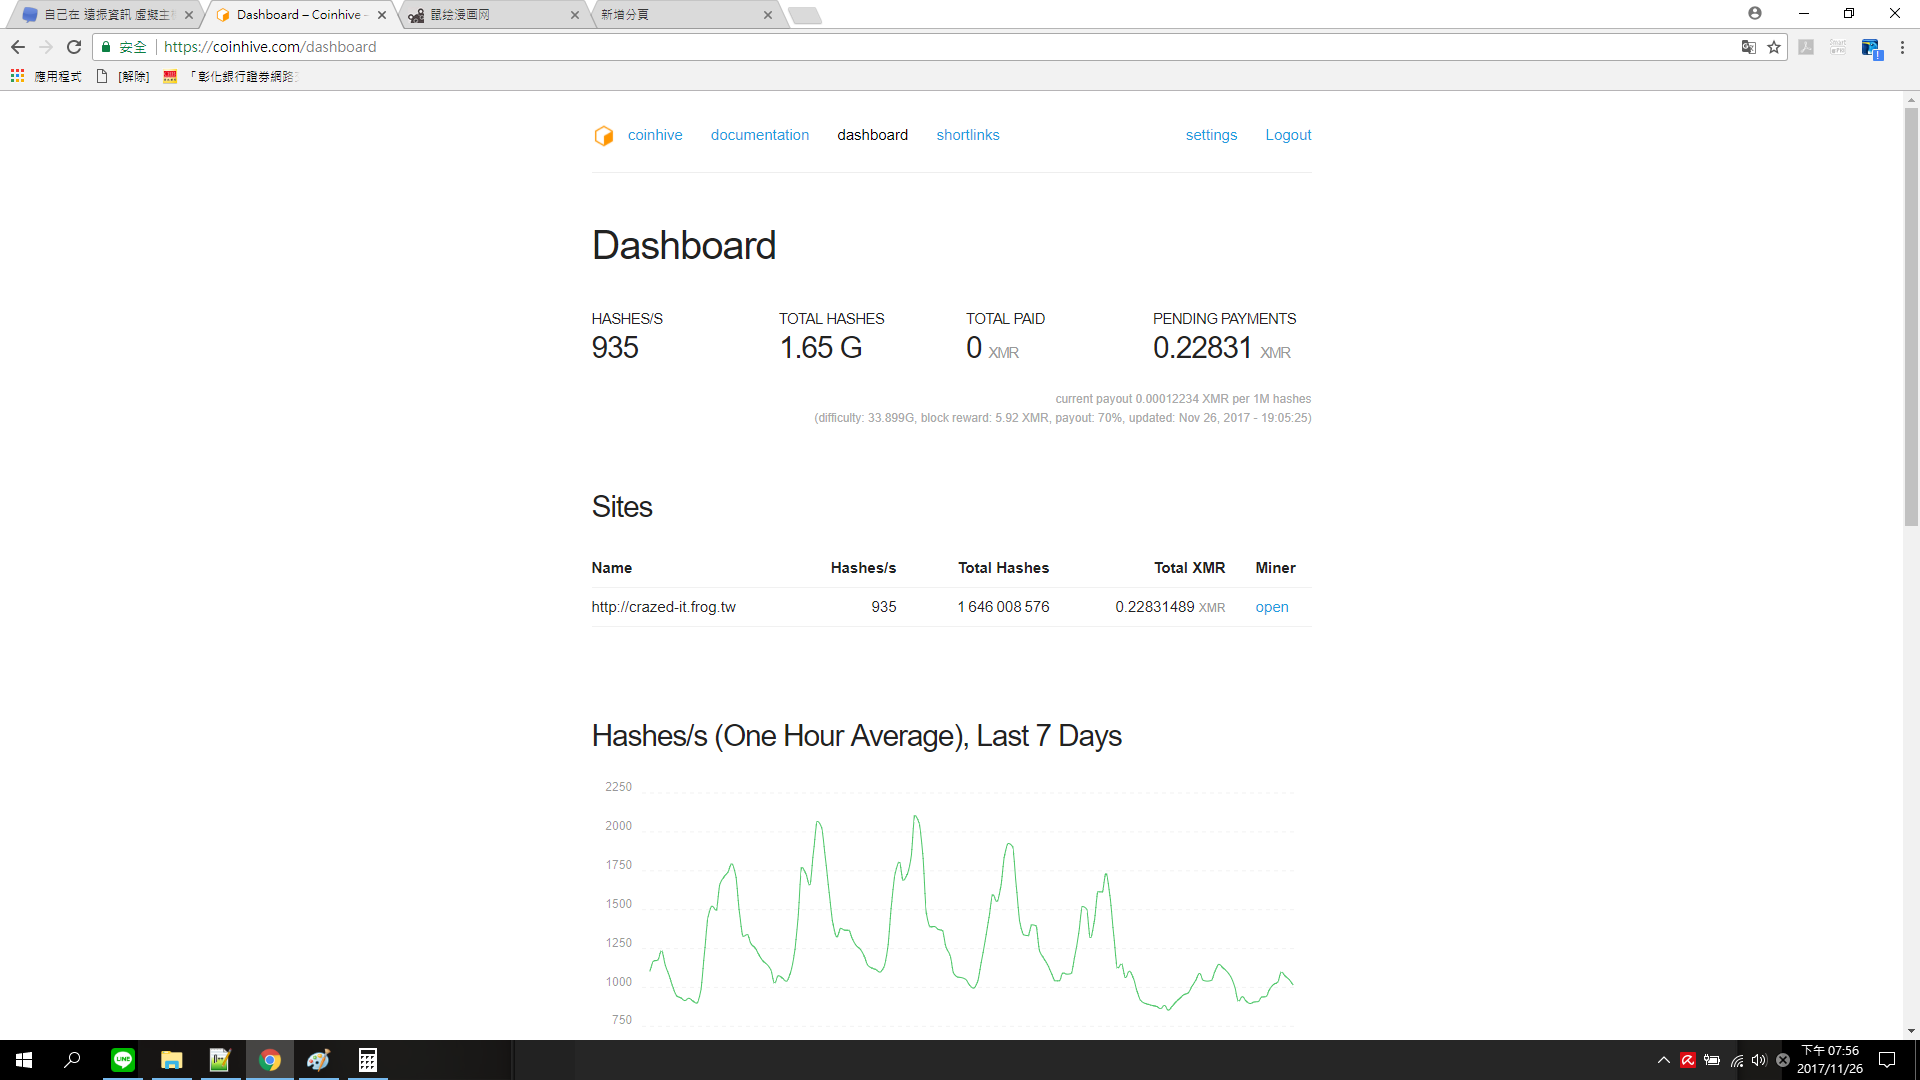 自己在 遠振資訊 虛擬主
Dashboard – Coinhive -
鼠绘漫画网
新增分頁
安全
https://coinhive.com/dashboard
應用程式
[解除]
「彰化銀行證券網路
coinhive
documentation
dashboard
shortlinks
settings
Logout
Dashboard
HASHES/S
TOTAL HASHES
TOTAL PAID
PENDING PAYMENTS
935
1.65 G
0 XMR
0.22831 XMR
current payout 0.00012234 XMR per 1M hashes
(difficulty: 33.899G, block reward: 5.92 XMR, payout: 70%, updated: Nov 26, 2017 - 19:05:25)
Sites
Name Hashes/s Total Hashes Total XMR Miner
http://crazed-it.frog.tw 935 1 646 008 576 0.22831489 XMR open
Hashes/s (One Hour Average), Last 7 Days
2250
2000
1750
1500
1250
1000
750
LINE
下午 07:56
2017/11/26